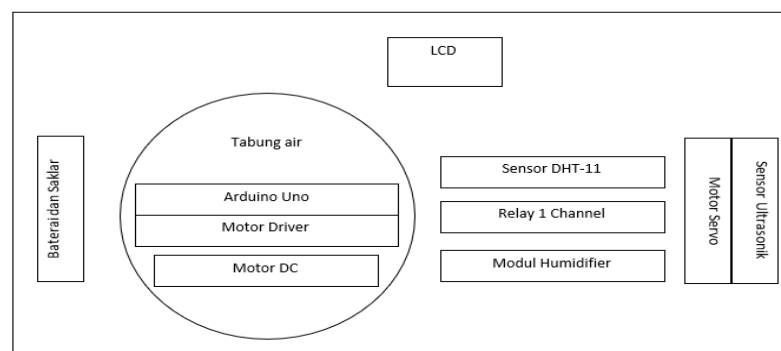 LCD
Baterai dan Saklar
Tabung air
Arduino Uno
Motor Driver
Motor DC
Sensor DHT-11
Relay 1 Channel
Modul Humidifier
Motor Servo
Sensor Ultrasonik